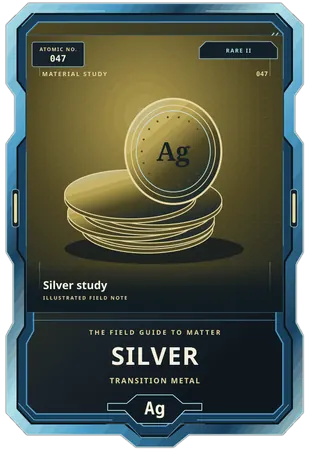 ATOMIC NO.
047
RARE II
MATERIAL STUDY
047
Ag
Silver study
ILLUSTRATED FIELD NOTE
THE FIELD GUIDE TO MATTER
SILVER
TRANSITION METAL
Ag